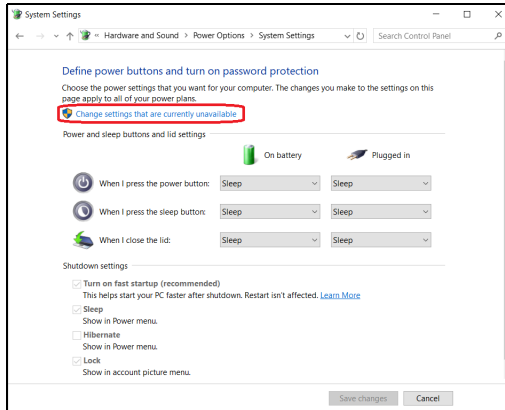 System Settings
« Hardware and Sound > Power Options > System Settings
Search Control Panel
Define power buttons and turn on password protection
Choose the power settings that you want for your computer. The changes you make to the settings on this
page apply to all of your power plans.
Change settings that are currently unavailable
Power and sleep buttons and lid settings
On battery Plugged in
When I press the power button: Sleep Sleep
When I press the sleep button: Sleep Sleep
When I close the lid: Sleep Sleep
Shutdown settings
Turn on fast startup (recommended)
This helps start your PC faster after shutdown. Restart isn't affected. Learn More
Sleep
Show in Power menu.
Hibernate
Show in Power menu.
Lock
Show in account picture menu.
Save changes Cancel